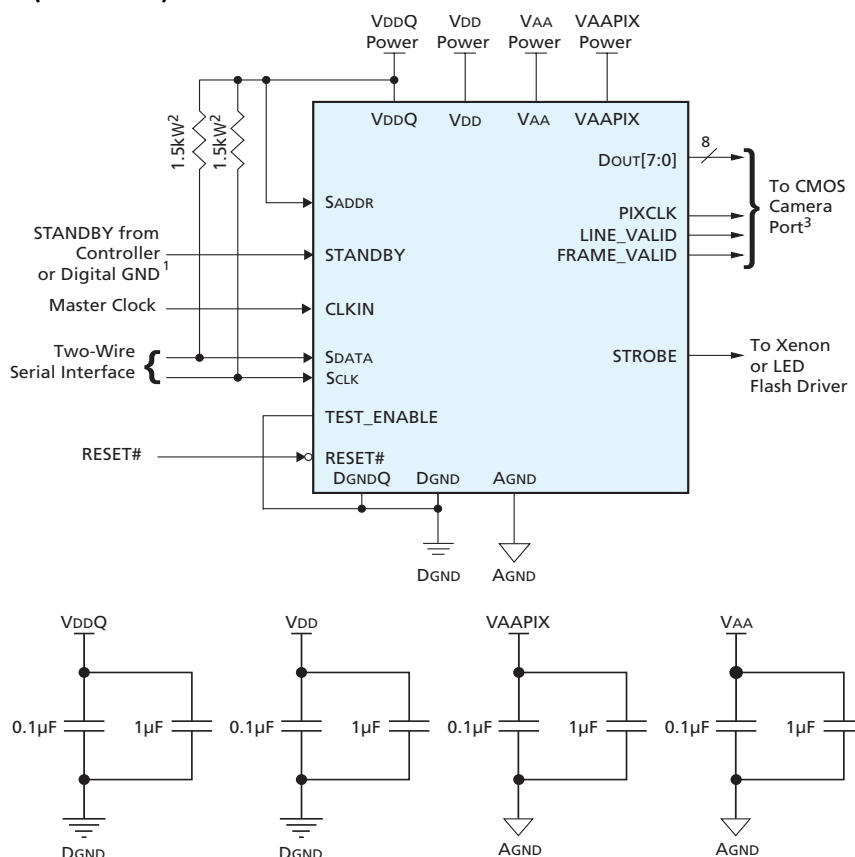 VDDQ Power
VDD Power
VAA Power
VAAPIX Power
1.5kW2
1.5kW2
VDDQ
VDD
VAA
VAAPIX
DOUT[7:0]
8
SADDR
PIXCLK
LINE_VALID
FRAME_VALID
To CMOS
Camera
Port3
STANDBY from
Controller
or Digital GND1
STANDBY
Master Clock
CLKIN
Two-Wire
Serial Interface
{
SDATA
SCLK
STROBE
To Xenon
or LED
Flash Driver
TEST_ENABLE
RESET#
RESET#
DGNDQ
DGND
AGND
DGND
AGND
VDDQ
VDD
VAAPIX
VAA
0.1µF
1µF
0.1µF
1µF
0.1µF
1µF
0.1µF
1µF
DGND
DGND
AGND
AGND